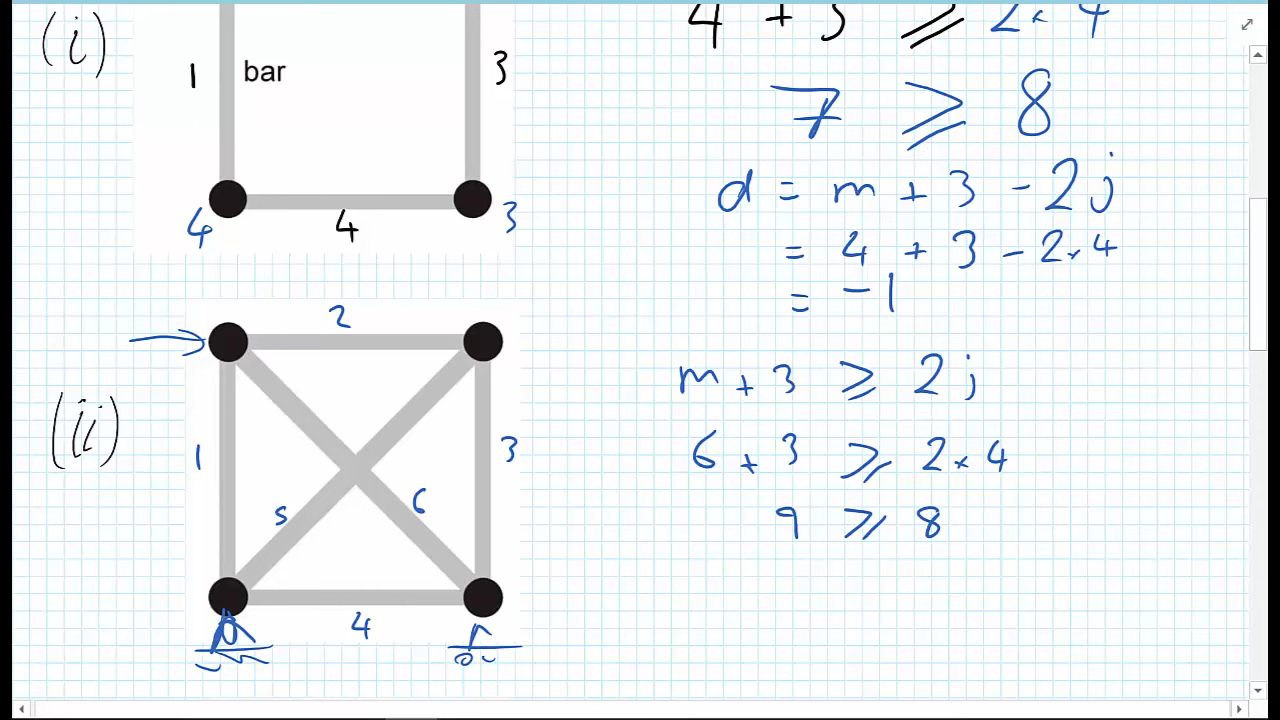 (i)
1
bar
3
4
4
3
4 + 3 ⩾ 2×4
7 ⩾ 8
d = m + 3 - 2j
= 4 + 3 - 2×4
= -1
(ii)
2
1
3
5
6
4
m + 3 ⩾ 2j
6 + 3 ⩾ 2×4
9 ⩾ 8